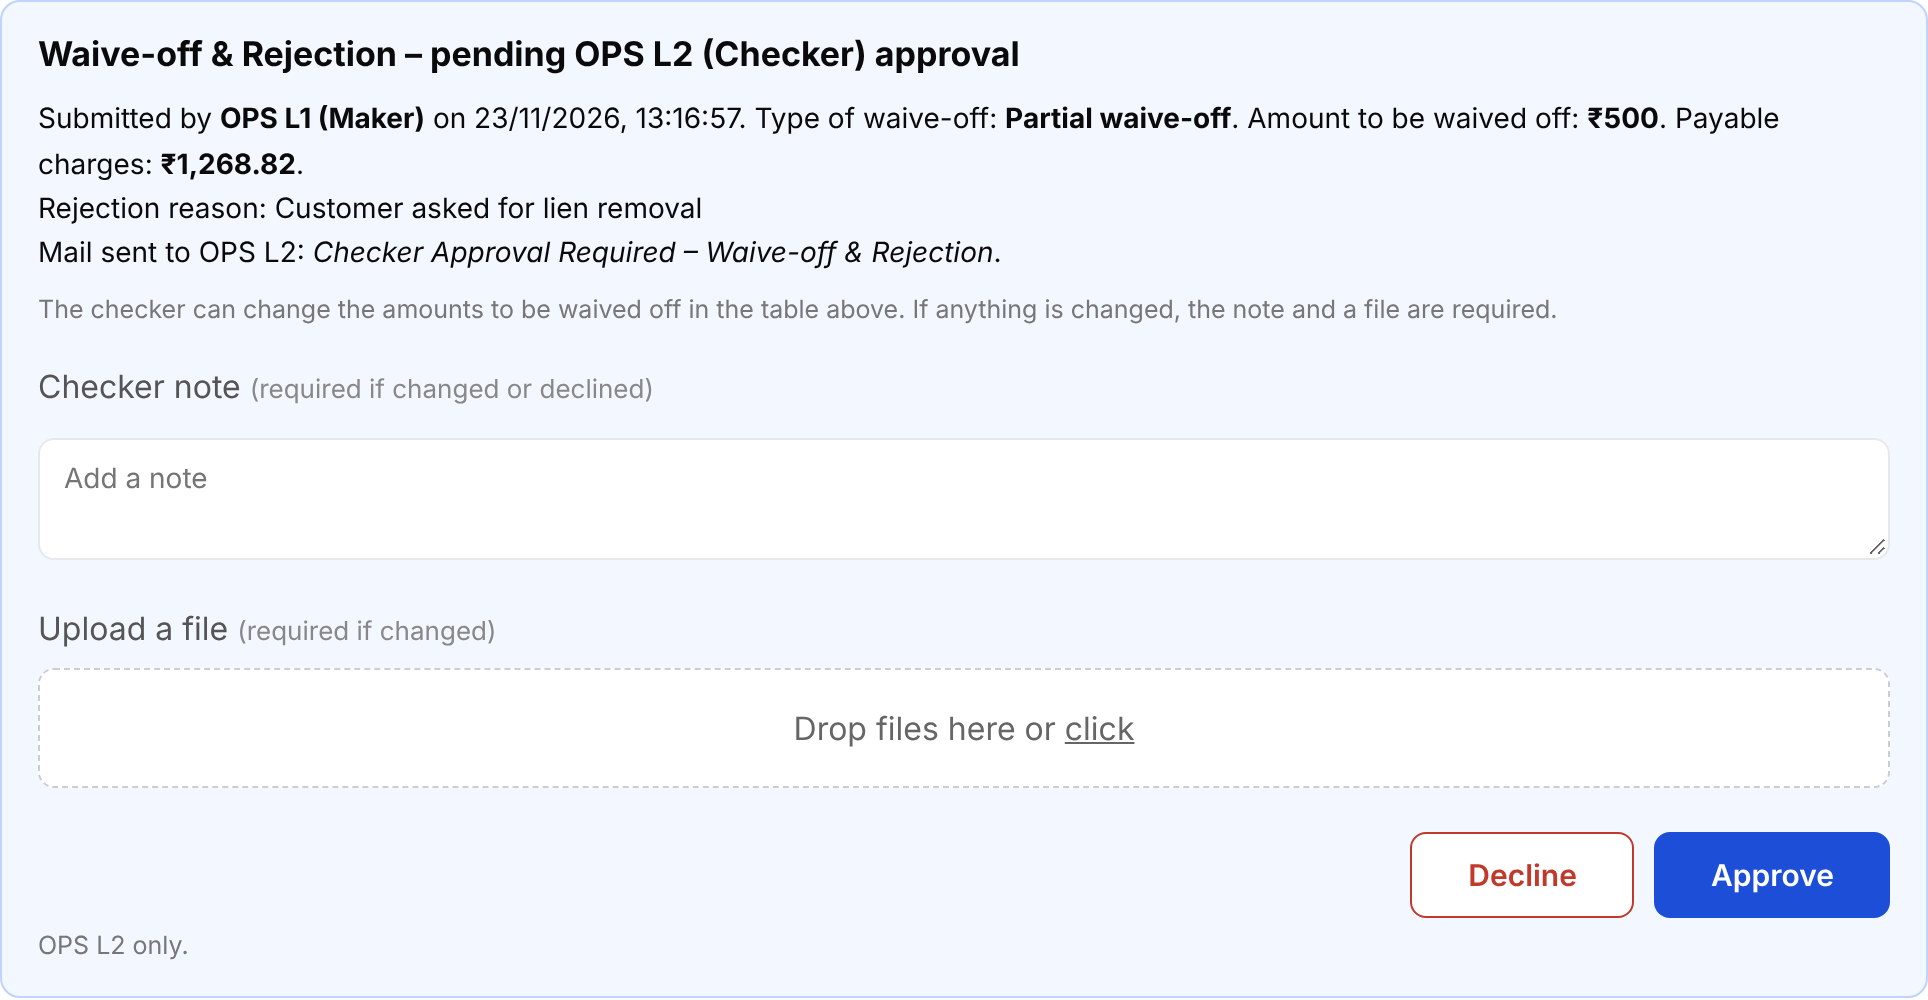 Waive-off & Rejection – pending OPS L2 (Checker) approval
Submitted by OPS L1 (Maker) on 23/11/2026, 13:16:57. Type of waive-off: Partial waive-off. Amount to be waived off: ₹500. Payable
charges: ₹1,268.82.
Rejection reason: Customer asked for lien removal
Mail sent to OPS L2: Checker Approval Required – Waive-off & Rejection.
The checker can change the amounts to be waived off in the table above. If anything is changed, the note and a file are required.
Checker note (required if changed or declined)
Add a note
Upload a file (required if changed)
Drop files here or click
Decline Approve
OPS L2 only.